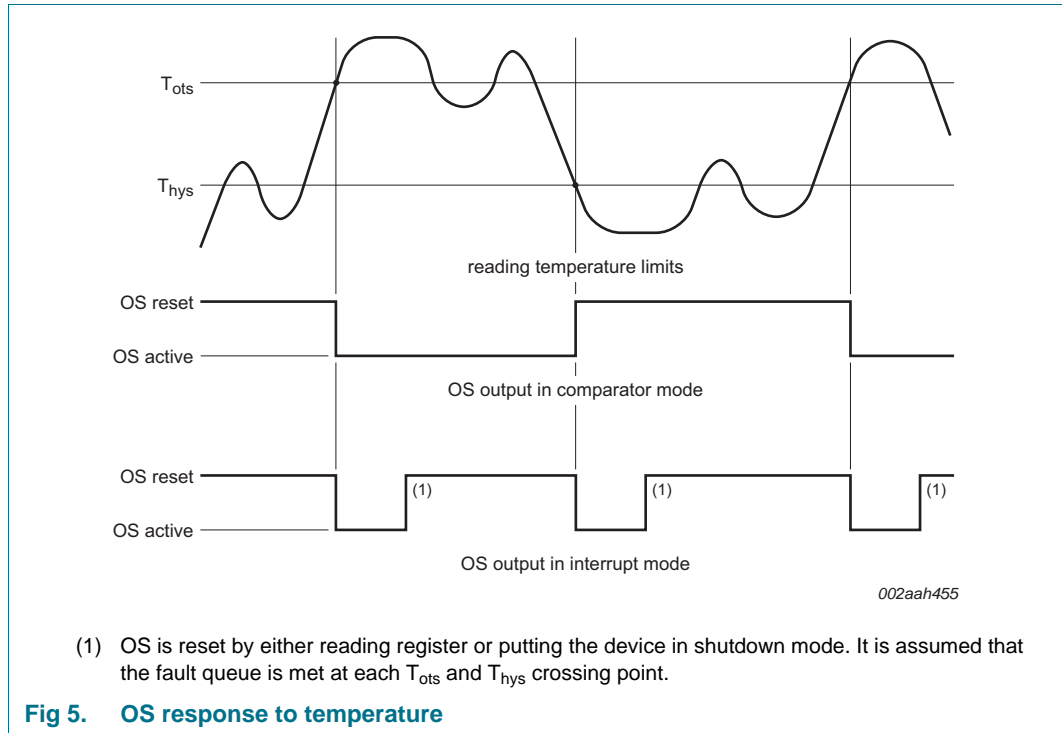 Tots
Thys
reading temperature limits
OS reset
OS active
OS output in comparator mode
OS reset
(1) (1) (1)
OS active
OS output in interrupt mode
002aah455
(1) OS is reset by either reading register or putting the device in shutdown mode. It is assumed that
the fault queue is met at each Tots and Thys crossing point.
Fig 5. OS response to temperature